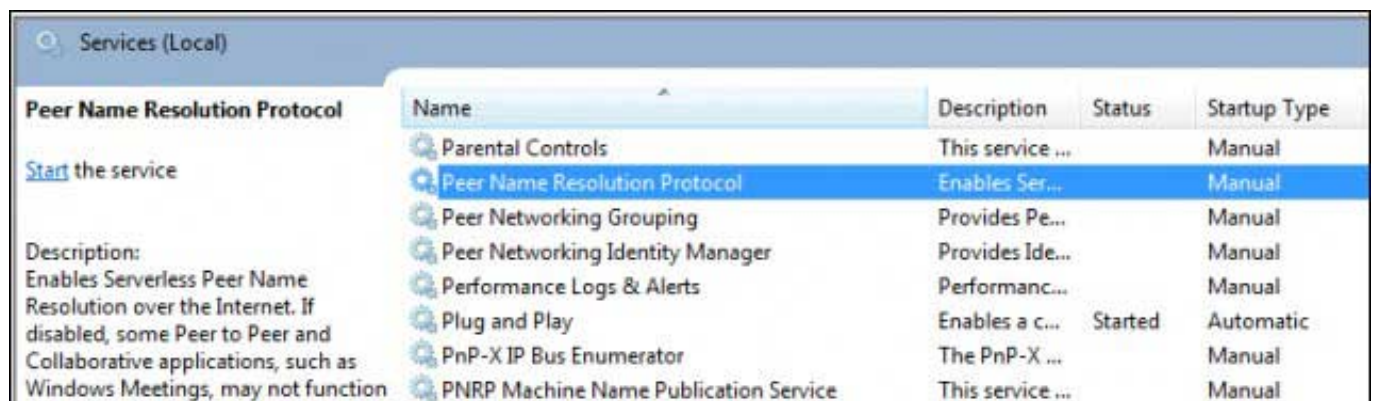 Services (Local)
Peer Name Resolution Protocol
Start the service
Description:
Enables Serverless Peer Name
Resolution over the Internet. If
disabled, some Peer to Peer and
Collaborative applications, such as
Windows Meetings, may not function
Name Description Status Startup Type
Parental Controls This service ... Manual
Peer Name Resolution Protocol Enables Ser... Manual
Peer Networking Grouping Provides Pe... Manual
Peer Networking Identity Manager Provides Ide... Manual
Performance Logs & Alerts Performanc... Manual
Plug and Play Enables a c... Started Automatic
PnP-X IP Bus Enumerator The PnP-X ... Manual
PNRP Machine Name Publication Service This service ... Manual